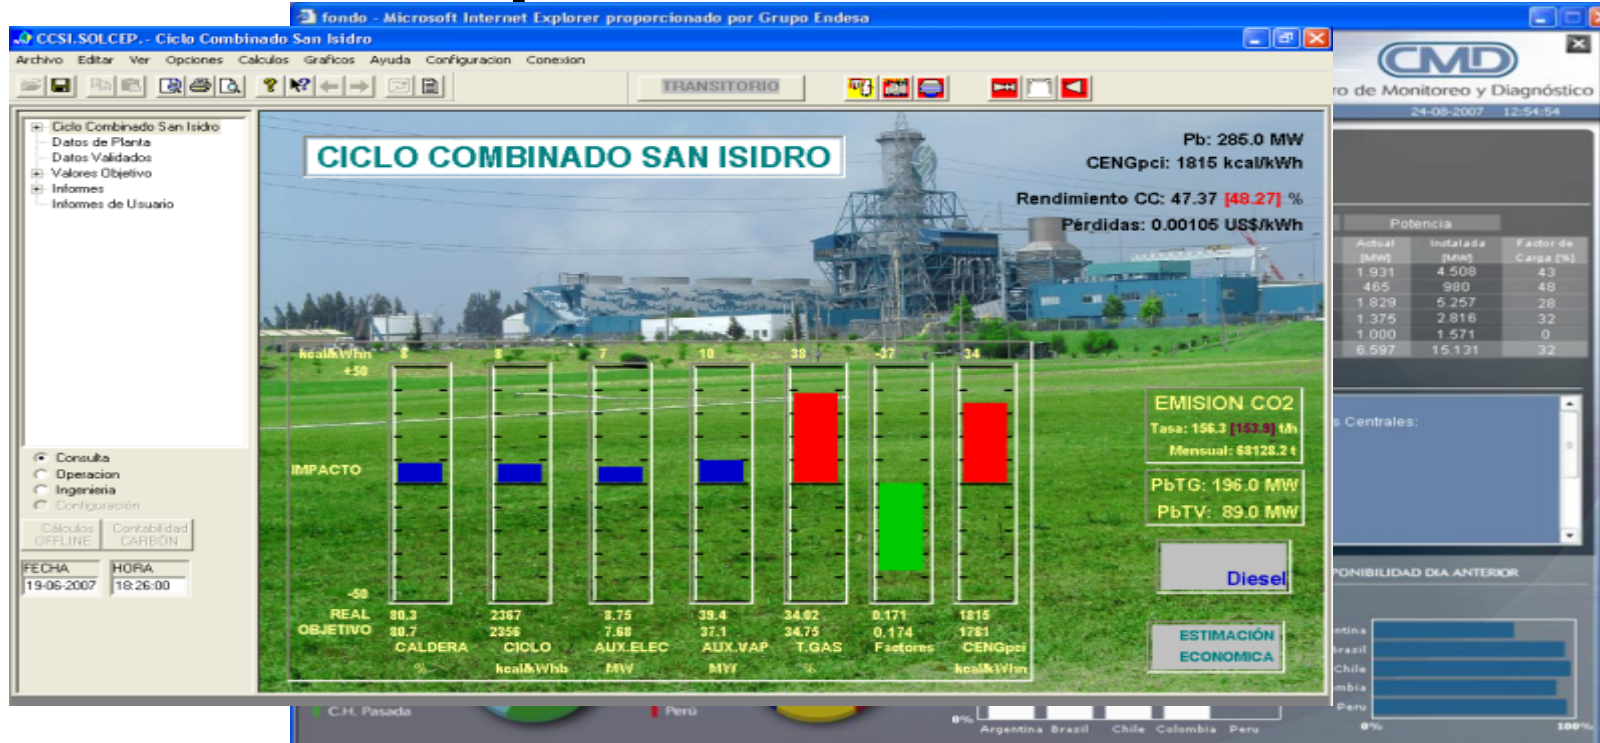 fondo - Microsoft Internet Explorer proporcionado por Grupo Endesa
CCSI.SOLCEP.- Ciclo Combinado San Isidro
Archivo Editar Ver Opciones Calculos Graficos Ayuda Configuracion Conexion
TRANSITORIO
CMD
ro de Monitoreo y Diagnóstico
24-08-2007 12:54:54
Ciclo Combinado San Isidro
Datos de Planta
Datos Validados
Valores Objetivo
Informes
Informes de Usuario
Consulta
Operacion
Ingenieria
Configuración
Cálculos OFFLINE
Contabilidad CARBÓN
FECHA HORA
19-06-2007 18:26:00
CICLO COMBINADO SAN ISIDRO
Pb: 285.0 MW
CENGpci: 1815 kcal/kWh
Rendimiento CC: 47.37 [48.27] %
Pérdidas: 0.00105 US$/kWh
kcal/kWhn 8 8 7 10 38 -37 34
+50
IMPACTO
-50
REAL 80.3 2367 8.75 39.4 34.02 0.171 1815
OBJETIVO 80.7 2356 7.68 37.1 34.75 0.174 1781
CALDERA CICLO AUX.ELEC AUX.VAP T.GAS Factores CENGpci
% kcal/kWhb MW MW % kcal/kWhn
EMISION CO2
Tasa: 156.3 [153.9] t/h
Mensual: 68128.2 t
PbTG: 196.0 MW
PbTV: 89.0 MW
Diesel
ESTIMACIÓN
ECONOMICA
Potencia
Actual Instalada Factor de
[MW] [MW] Carga [%]
1.931 4.508 43
465 980 48
1.829 5.257 28
1.375 2.816 32
1.000 1.571 0
6.597 15.131 32
s Centrales:
PONIBILIDAD DIA ANTERIOR
ntina
Brasil
Chile
mbia
Peru
0% 100%
C.H. Pasada
Perú
0%
Argentina Brasil Chile Colombia Peru